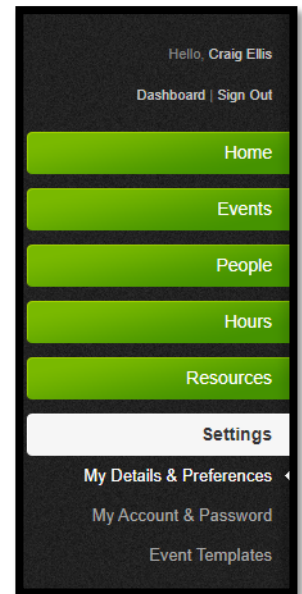 Hello, Craig Ellis
Dashboard | Sign Out
Home
Events
People
Hours
Resources
Settings
My Details & Preferences
My Account & Password
Event Templates